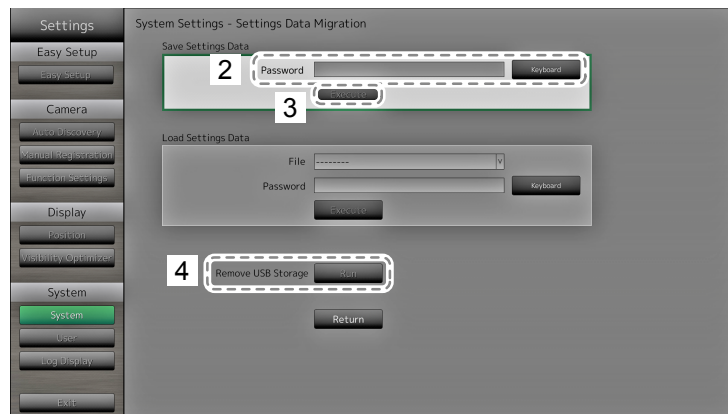 Settings
Easy Setup
Easy Setup
Camera
Auto Discovery
Manual Registration
Function Settings
Display
Position
Visibility Optimizer
System
System
User
Log Display
Exit
System Settings - Settings Data Migration
Save Settings Data
2
Password
Keyboard
3
Execute
Load Settings Data
File
--------
Password
Keyboard
Execute
4
Remove USB Storage
Run
Return